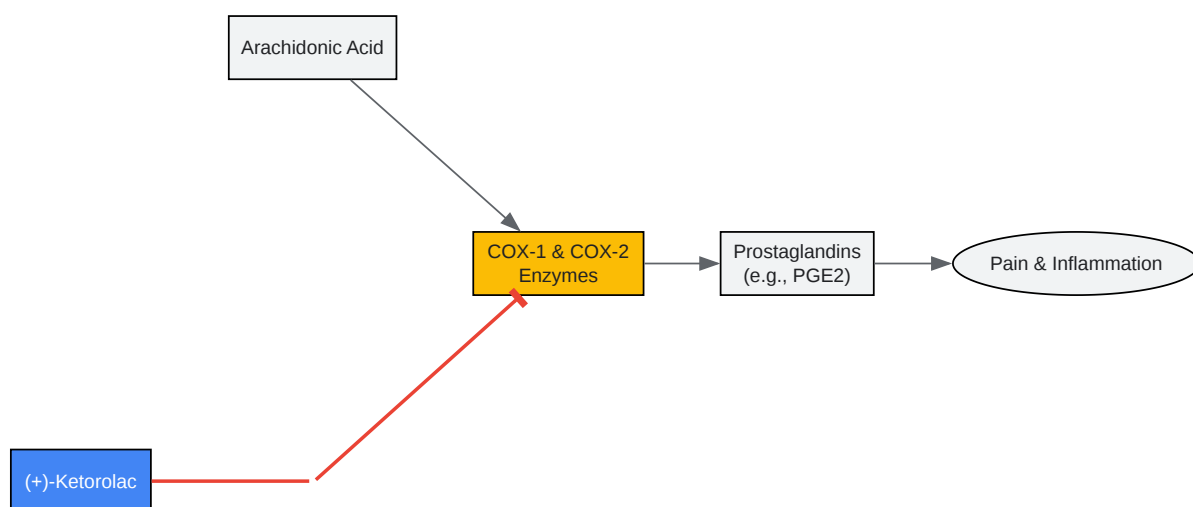 Arachidonic Acid
COX-1 & COX-2
Enzymes
Prostaglandins
(e.g., PGE2)
Pain & Inflammation
(+)-Ketorolac